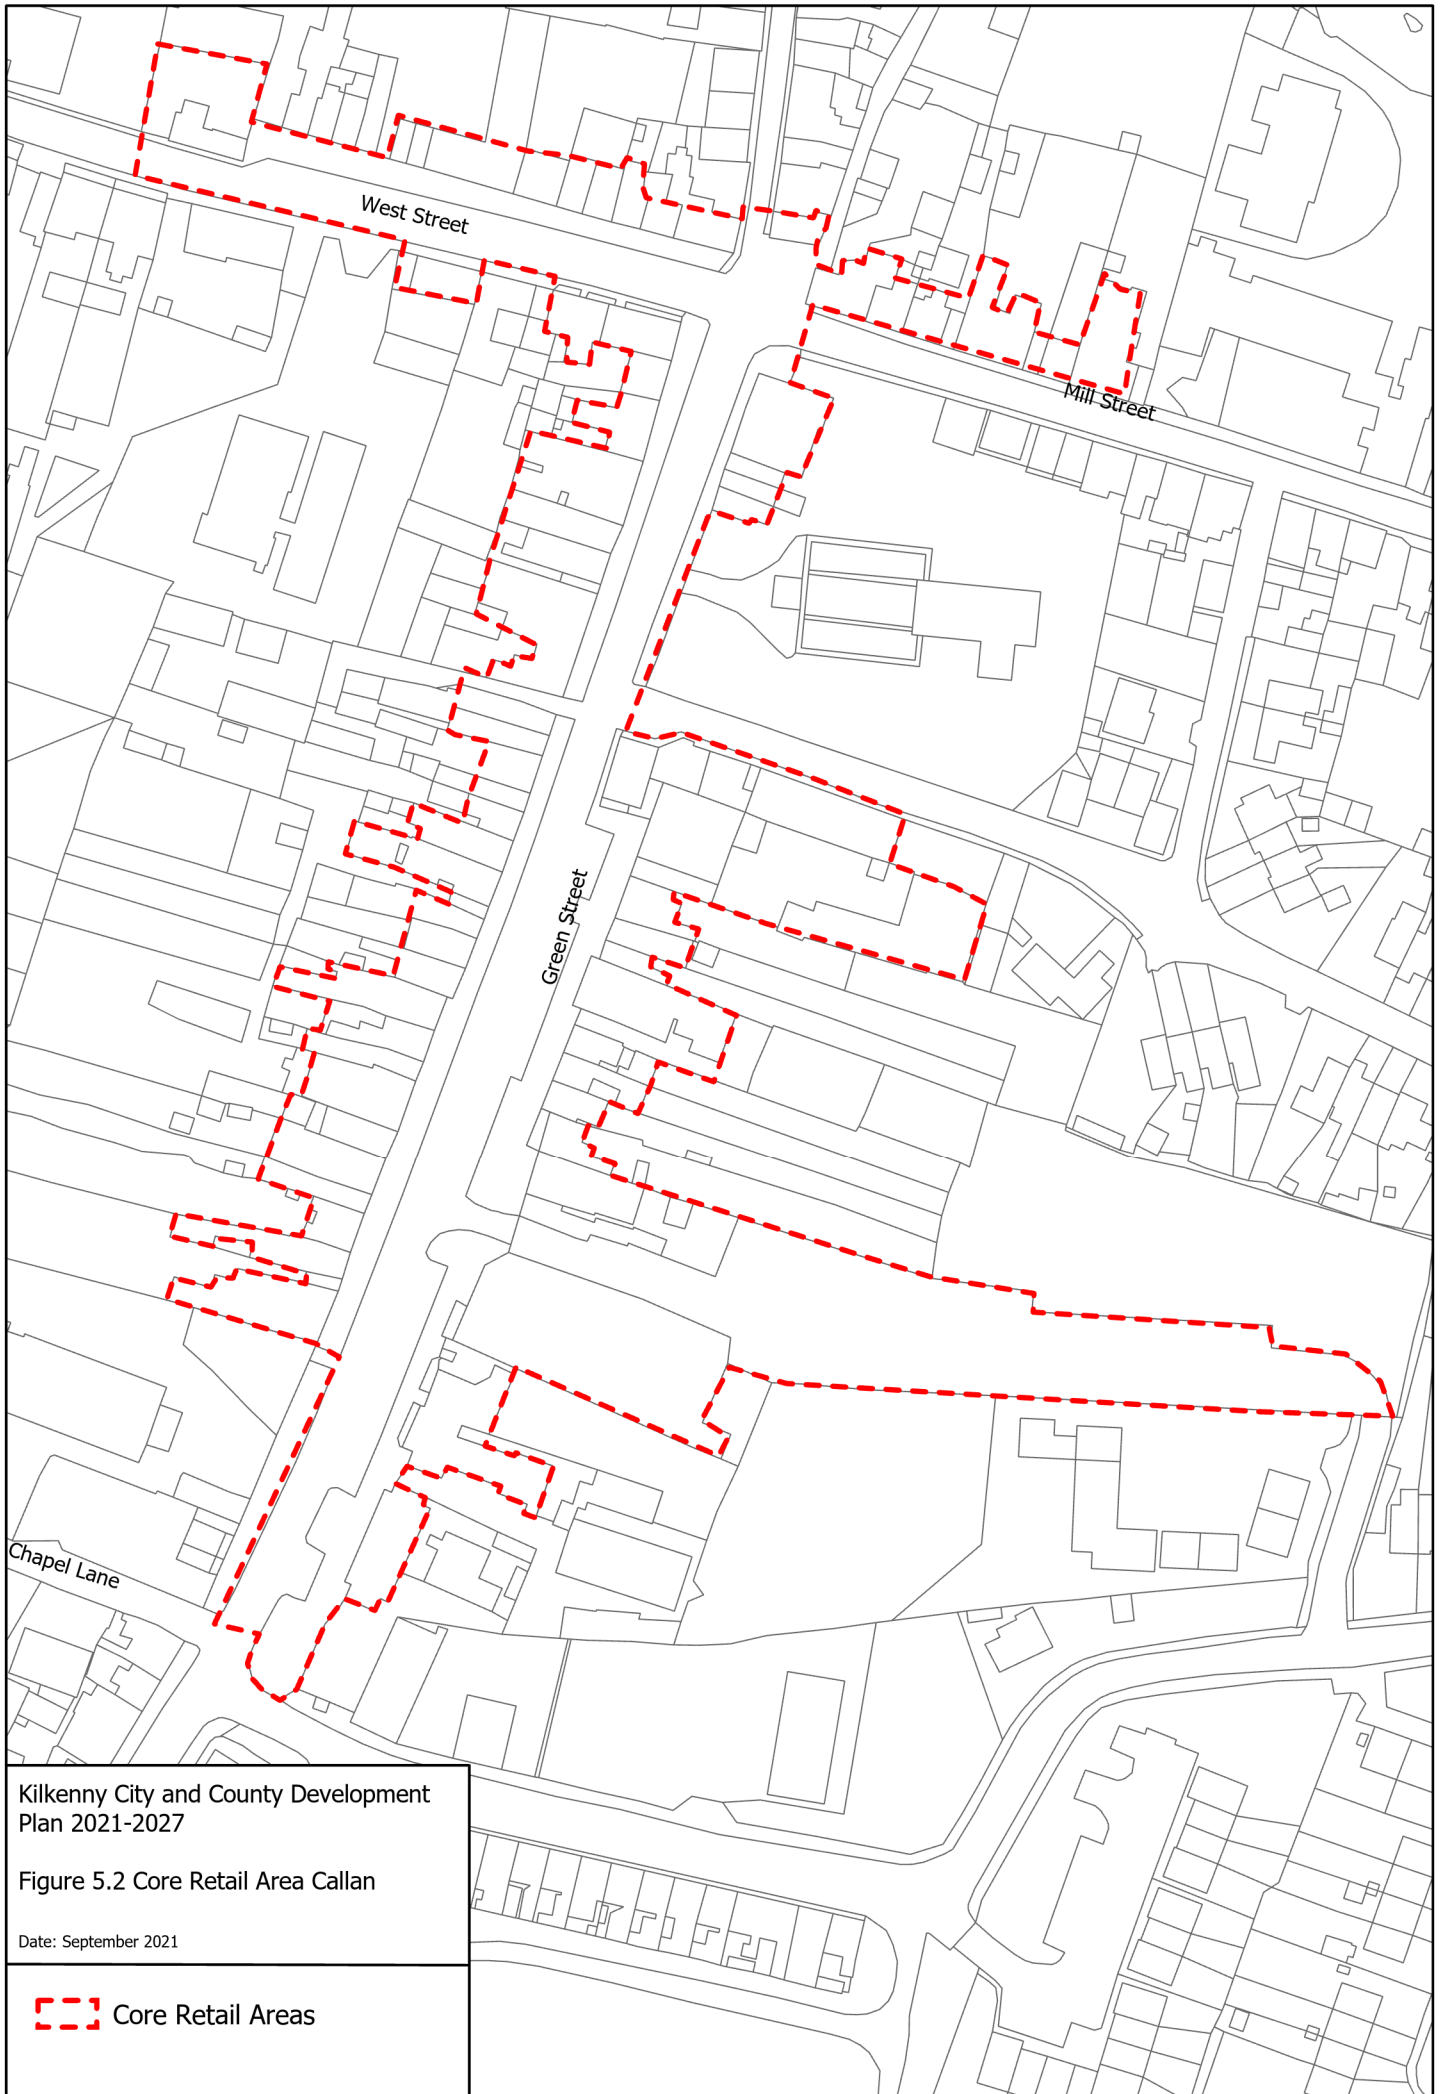 West Street
Mill Street
Green Street
Chapel Lane
Kilkenny City and County Development
Plan 2021-2027
Figure 5.2 Core Retail Area Callan
Date: September 2021
Core Retail Areas